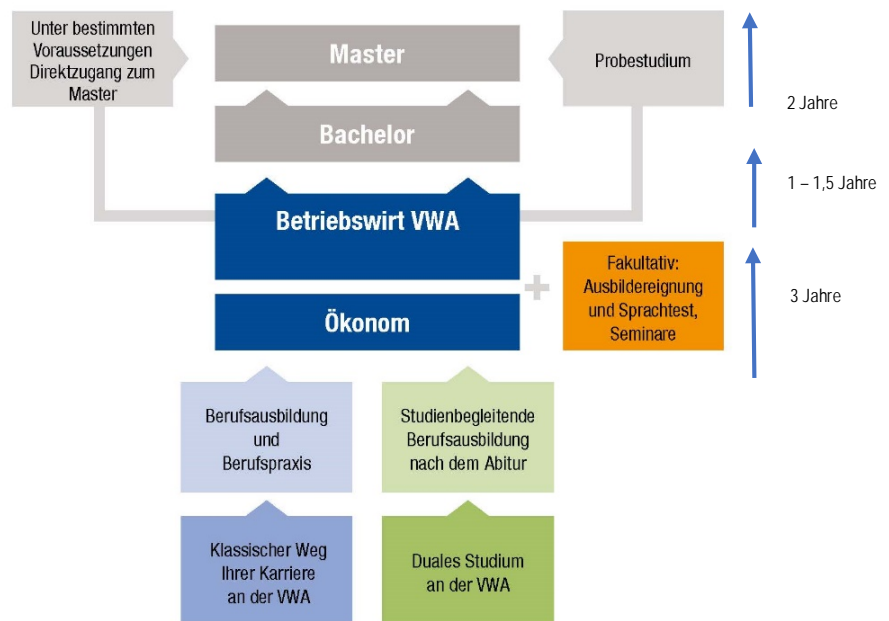 Unter bestimmten
Voraussetzungen
Direktzugang zum
Master
Master
Probestudium
2 Jahre
Bachelor
1 – 1,5 Jahre
Betriebswirt VWA
Fakultativ:
Ausbildereignung
und Sprachtest,
Seminare
3 Jahre
+
Ökonom
Berufsausbildung
und
Berufspraxis
Studienbegleitende
Berufsausbildung
nach dem Abitur
Klassischer Weg
Ihrer Karriere
an der VWA
Duales Studium
an der VWA